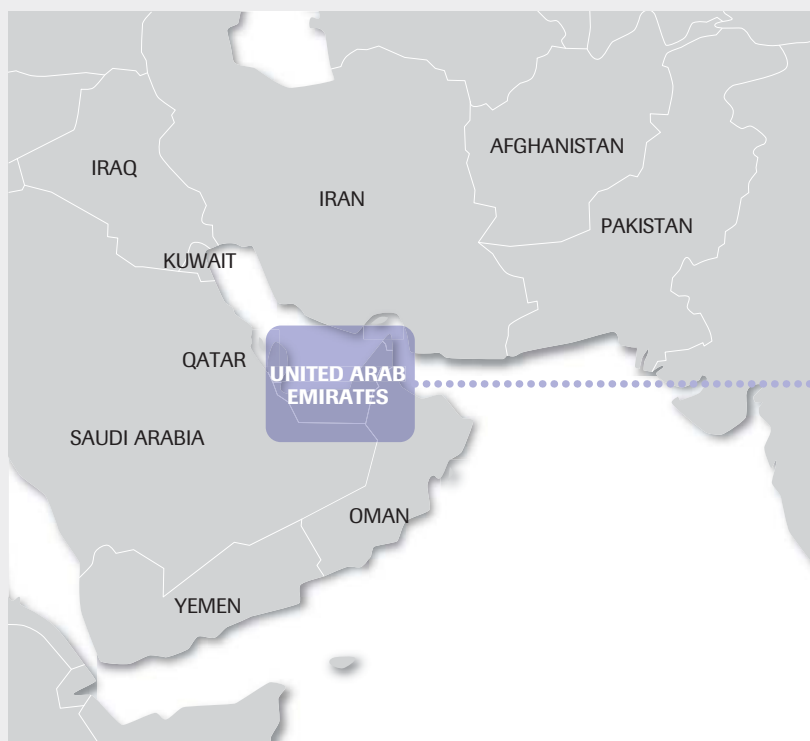 AFGHANISTAN
IRAQ
IRAN
PAKISTAN
KUWAIT
QATAR
UNITED ARAB
EMIRATES
SAUDI ARABIA
OMAN
YEMEN